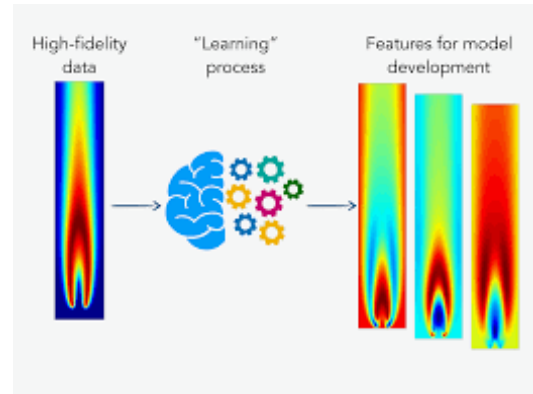 High-fidelity
data
“Learning”
process
Features for model
development